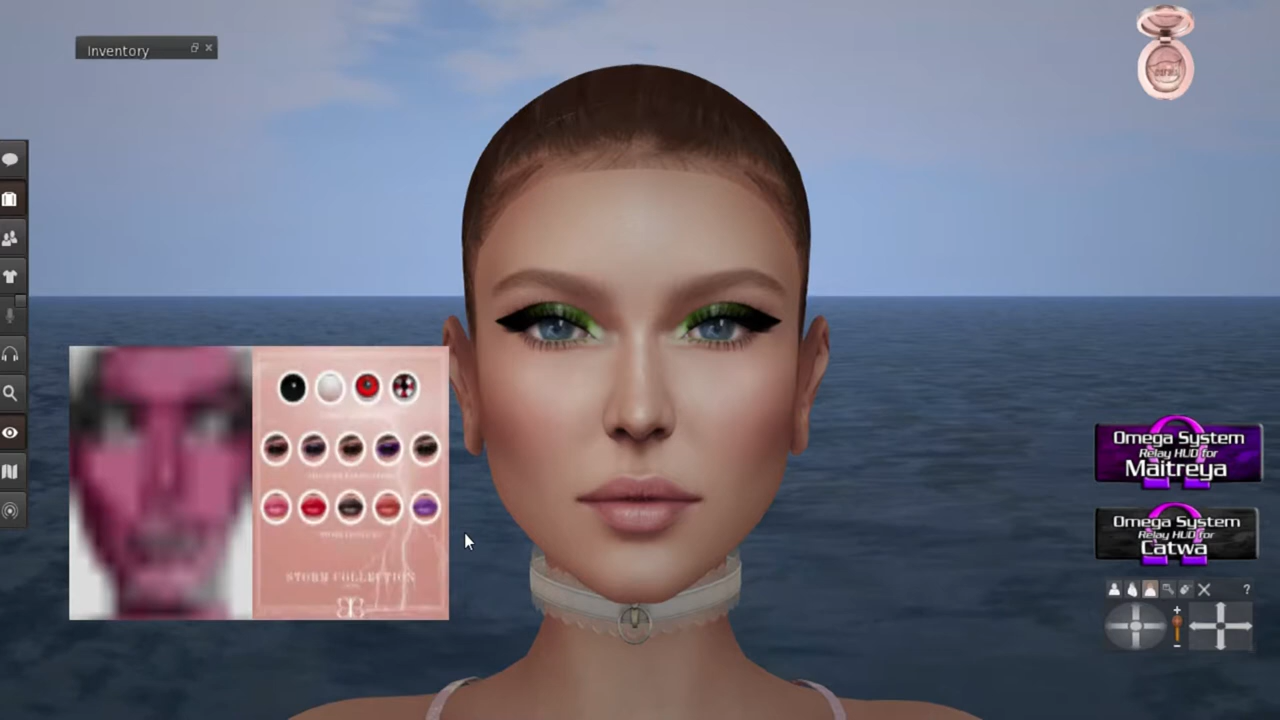 Inventory
Omega System
Relay HUD for
Maitreya
Omega System
Relay HUD for
Catwa
?
STORM COLLECTION